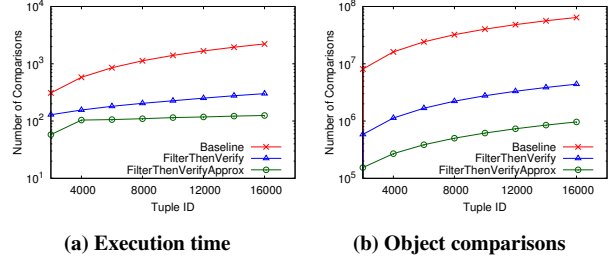 10^4
10^3
10^2
10^1
Number of Comparisons
Baseline
FilterThenVerify
FilterThenVerifyApprox
4000 8000 12000 16000
Tuple ID
(a) Execution time
10^8
10^7
10^6
10^5
Number of Comparisons
Baseline
FilterThenVerify
FilterThenVerifyApprox
4000 8000 12000 16000
Tuple ID
(b) Object comparisons